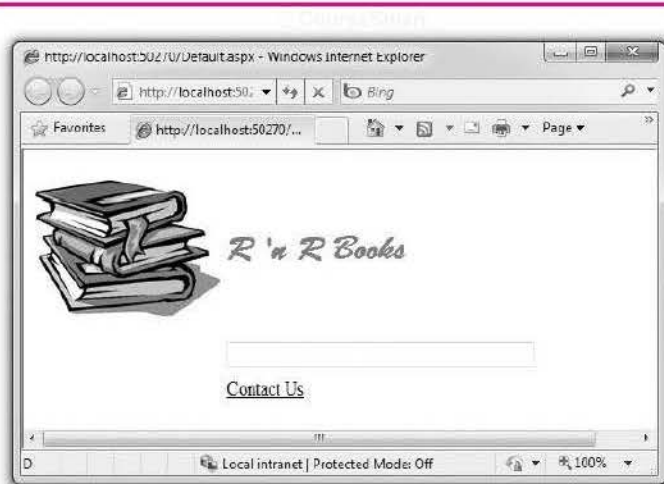 http://localhost:50270/Default.aspx - Windows Internet Explorer
http://localhost:50
Bing
Favorites
http://localhost:50270/...
Page
R 'n R Books
Contact Us
D
Local intranet | Protected Mode: Off
100%